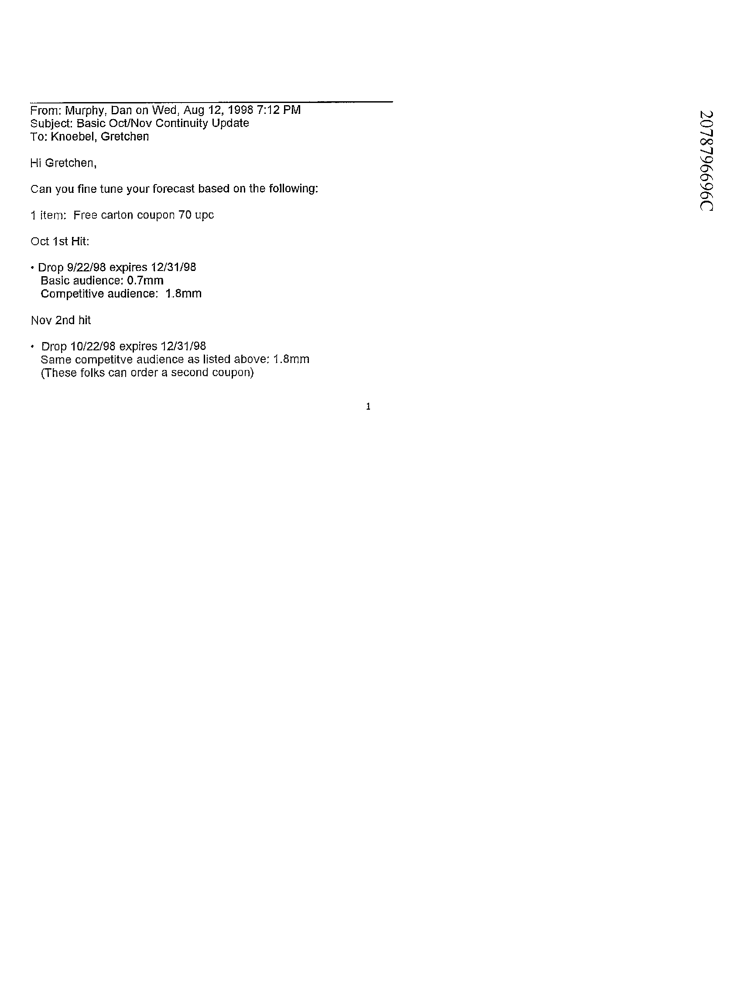 From: Murphy, Dan on Wed, Aug 12, 1998 7:12 PM
Subject: Basic Oct/Nov Continuity Update
To: Knoebel, Gretchen
Hi Gretchen,
Can you fine tune your forecast based on the following:
1 item: Free carton coupon 70 upc
Oct 1st Hit:
• Drop 9/22/98 expires 12/31/98
Basic audience: 0.7mm
Competitive audience: 1.8mm
Nov 2nd hit
• Drop 10/22/98 expires 12/31/98
Same competitve audience as listed above: 1.8mm
(These folks can order a second coupon)
1
2078796696C